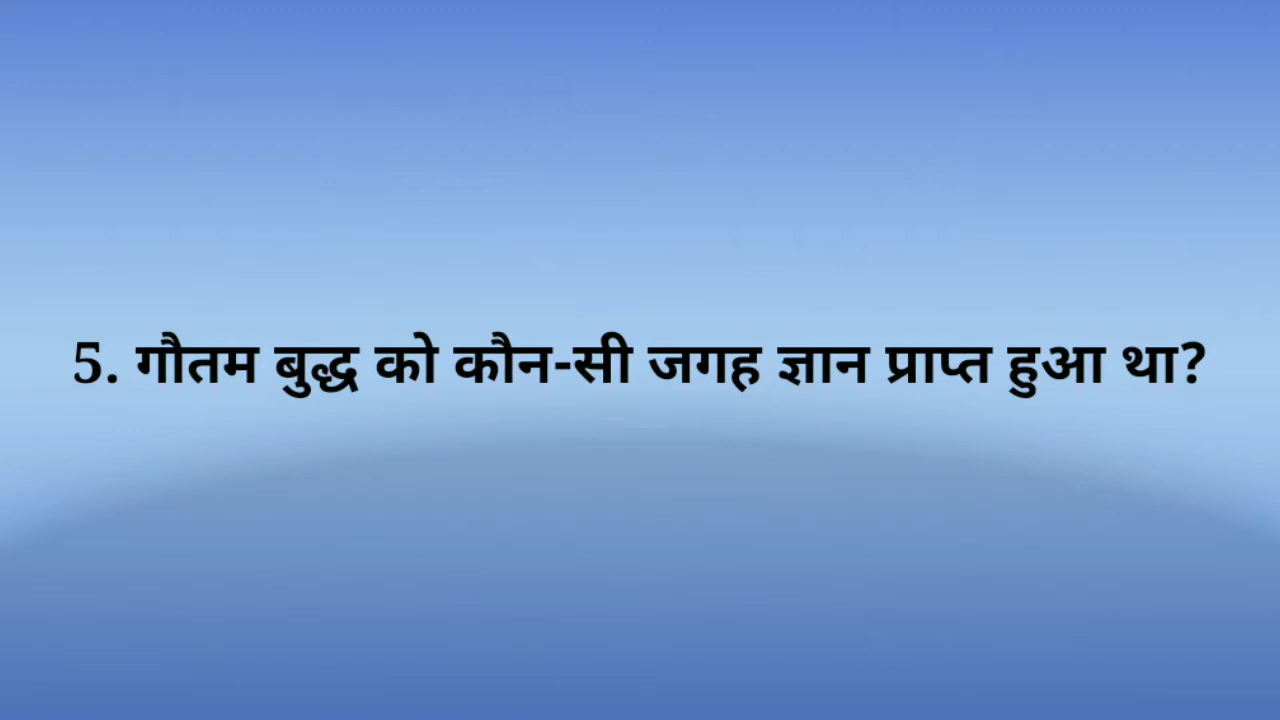 5. गौतम बुद्ध को कौन-सी जगह ज्ञान प्राप्त हुआ था?